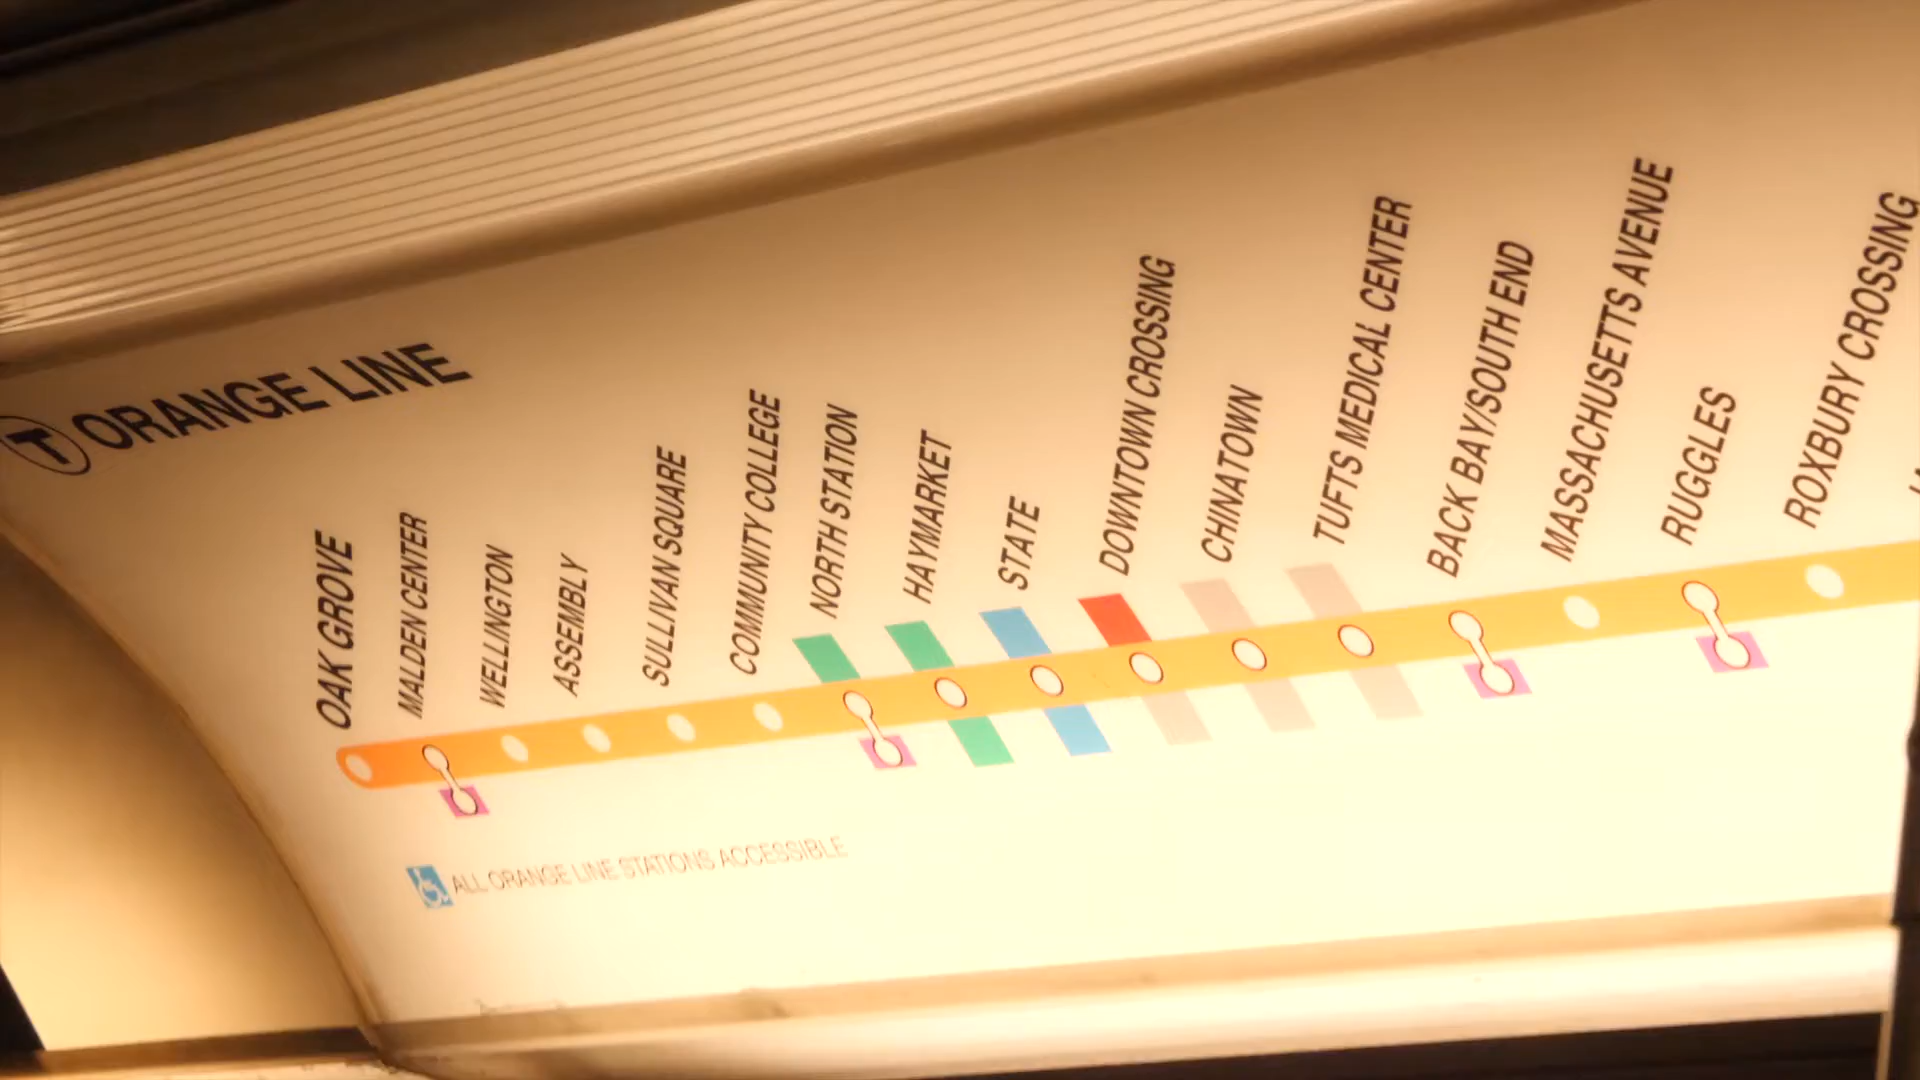 T ORANGE LINE
OAK GROVE
MALDEN CENTER
WELLINGTON
ASSEMBLY
SULLIVAN SQUARE
COMMUNITY COLLEGE
NORTH STATION
HAYMARKET
STATE
DOWNTOWN CROSSING
CHINATOWN
TUFTS MEDICAL CENTER
BACK BAY/SOUTH END
MASSACHUSETTS AVENUE
RUGGLES
ROXBURY CROSSING
ALL ORANGE LINE STATIONS ACCESSIBLE